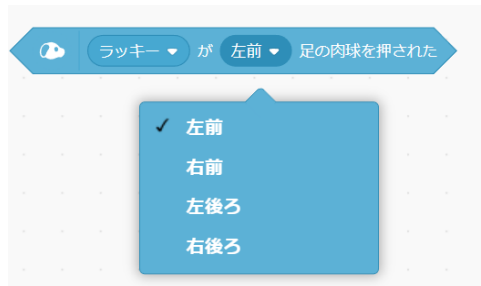 ラッキー が 左前 足の肉球を押された
左前
右前
左後ろ
右後ろ